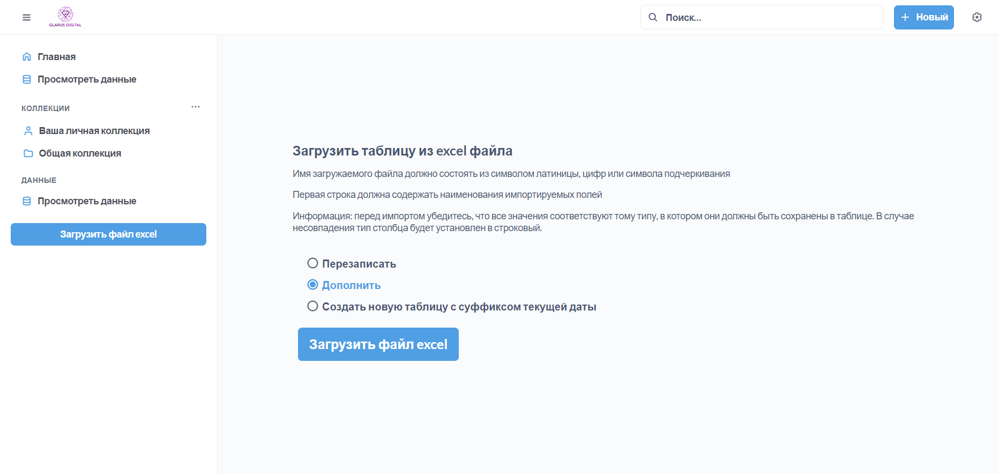 GLARUS DIGITAL
Поиск...
Новый
Главная
Просмотреть данные
КОЛЛЕКЦИИ
Ваша личная коллекция
Общая коллекция
ДАННЫЕ
Просмотреть данные
Загрузить файл excel
Загрузить таблицу из excel файла
Имя загружаемого файла должно состоять из символом латиницы, цифр или символа подчеркивания
Первая строка должна содержать наименования импортируемых полей
Информация: перед импортом убедитесь, что все значения соответствуют тому типу, в котором они должны быть сохранены в таблице. В случае
несовпадения тип столбца будет установлен в строковый.
Перезаписать
Дополнить
Создать новую таблицу с суффиксом текущей даты
Загрузить файл excel